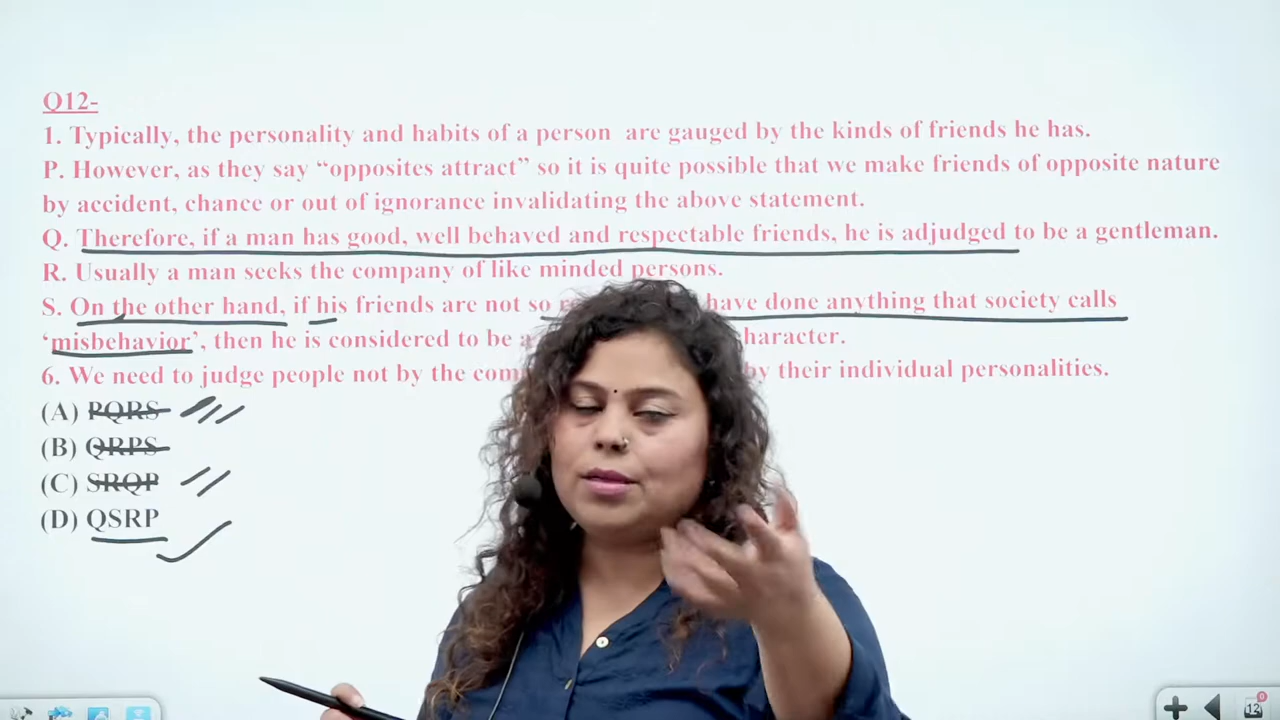 Q12-
1. Typically, the personality and habits of a person are gauged by the kinds of friends he has.
P. However, as they say “opposites attract” so it is quite possible that we make friends of opposite nature
by accident, chance or out of ignorance invalidating the above statement.
Q. Therefore, if a man has good, well behaved and respectable friends, he is adjudged to be a gentleman.
R. Usually a man seeks the company of like minded persons.
S. On the other hand, if his friends are not so have done anything that society calls
‘misbehavior’, then he is considered to be
6. We need to judge people not by the by their individual personalities.
(A) PQRS
(B) QRPS
(C) SRQP
(D) QSRP
12
0